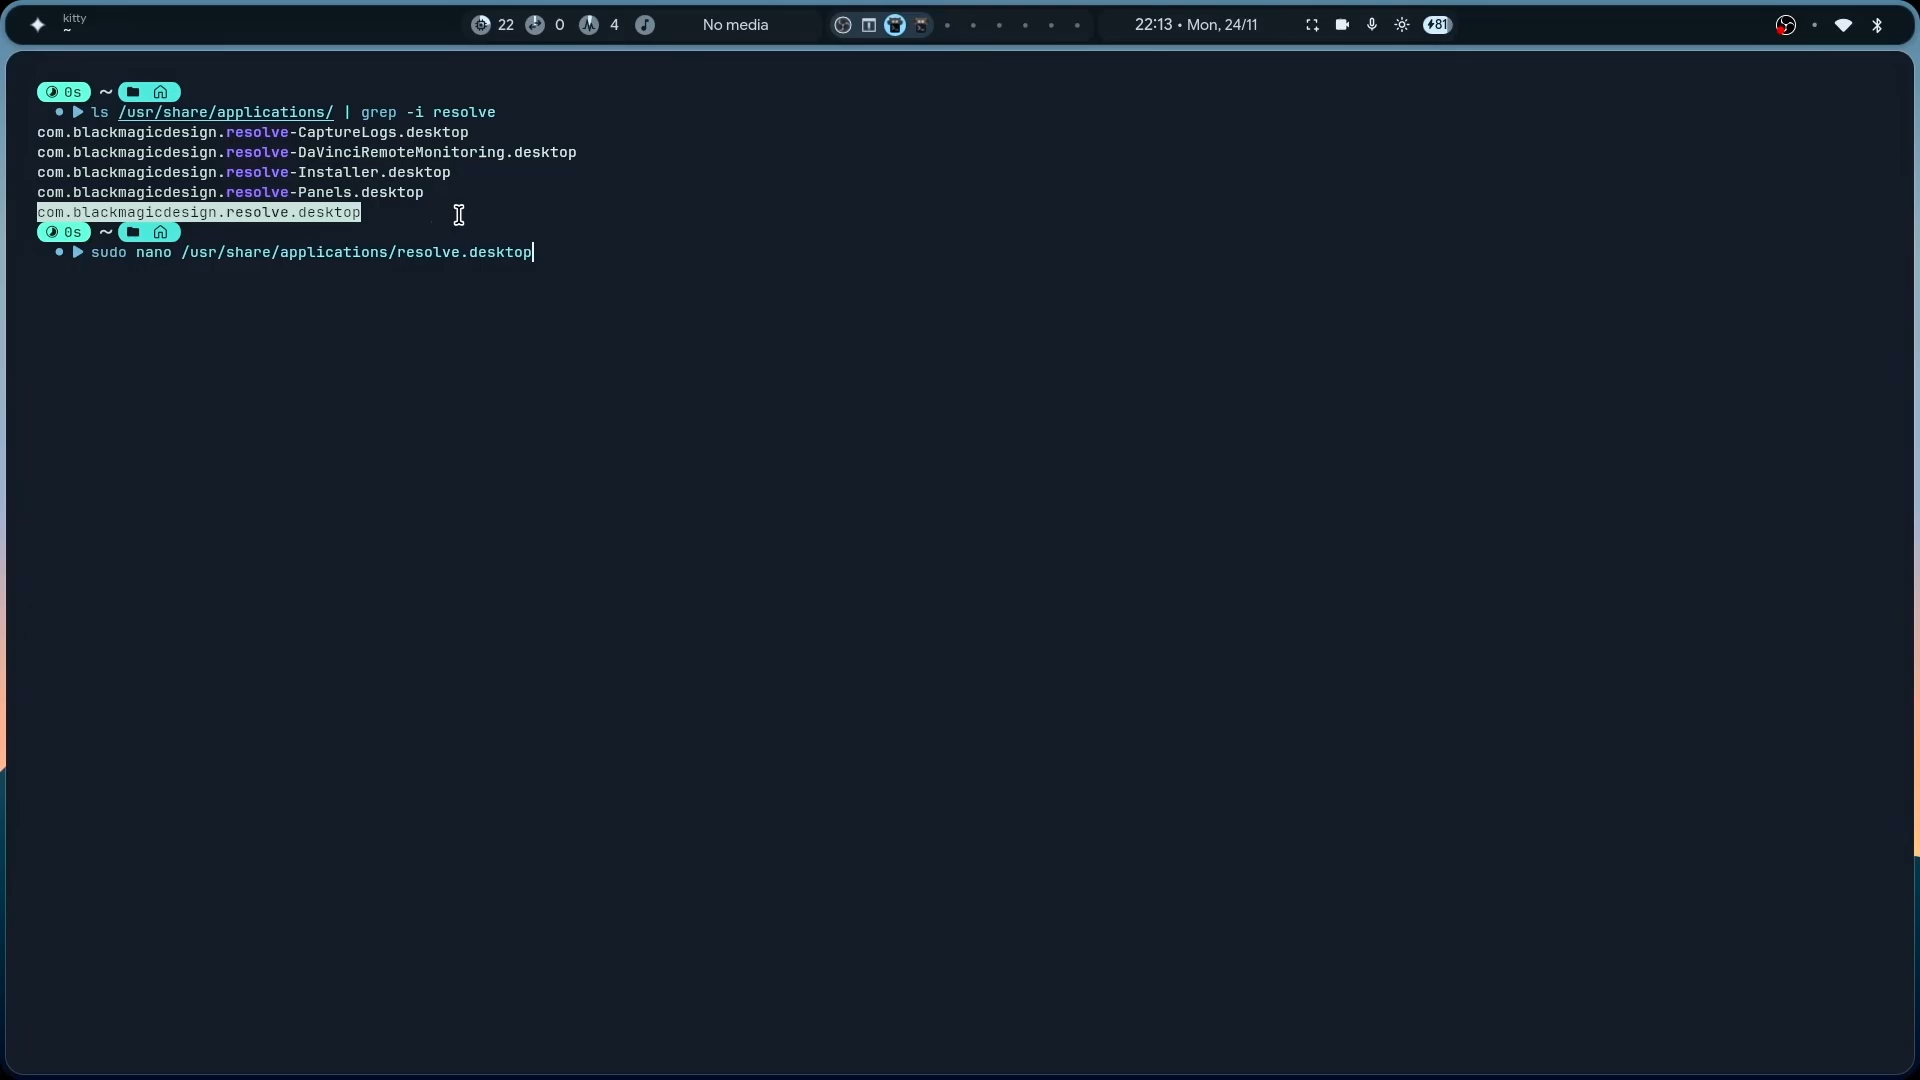 kitty
~
22 0 4 No media 22:13 • Mon, 24/11 81
0s ~
ls /usr/share/applications/ | grep -i resolve
com.blackmagicdesign.resolve-CaptureLogs.desktop
com.blackmagicdesign.resolve-DaVinciRemoteMonitoring.desktop
com.blackmagicdesign.resolve-Installer.desktop
com.blackmagicdesign.resolve-Panels.desktop
com.blackmagicdesign.resolve.desktop
0s ~
sudo nano /usr/share/applications/resolve.desktop